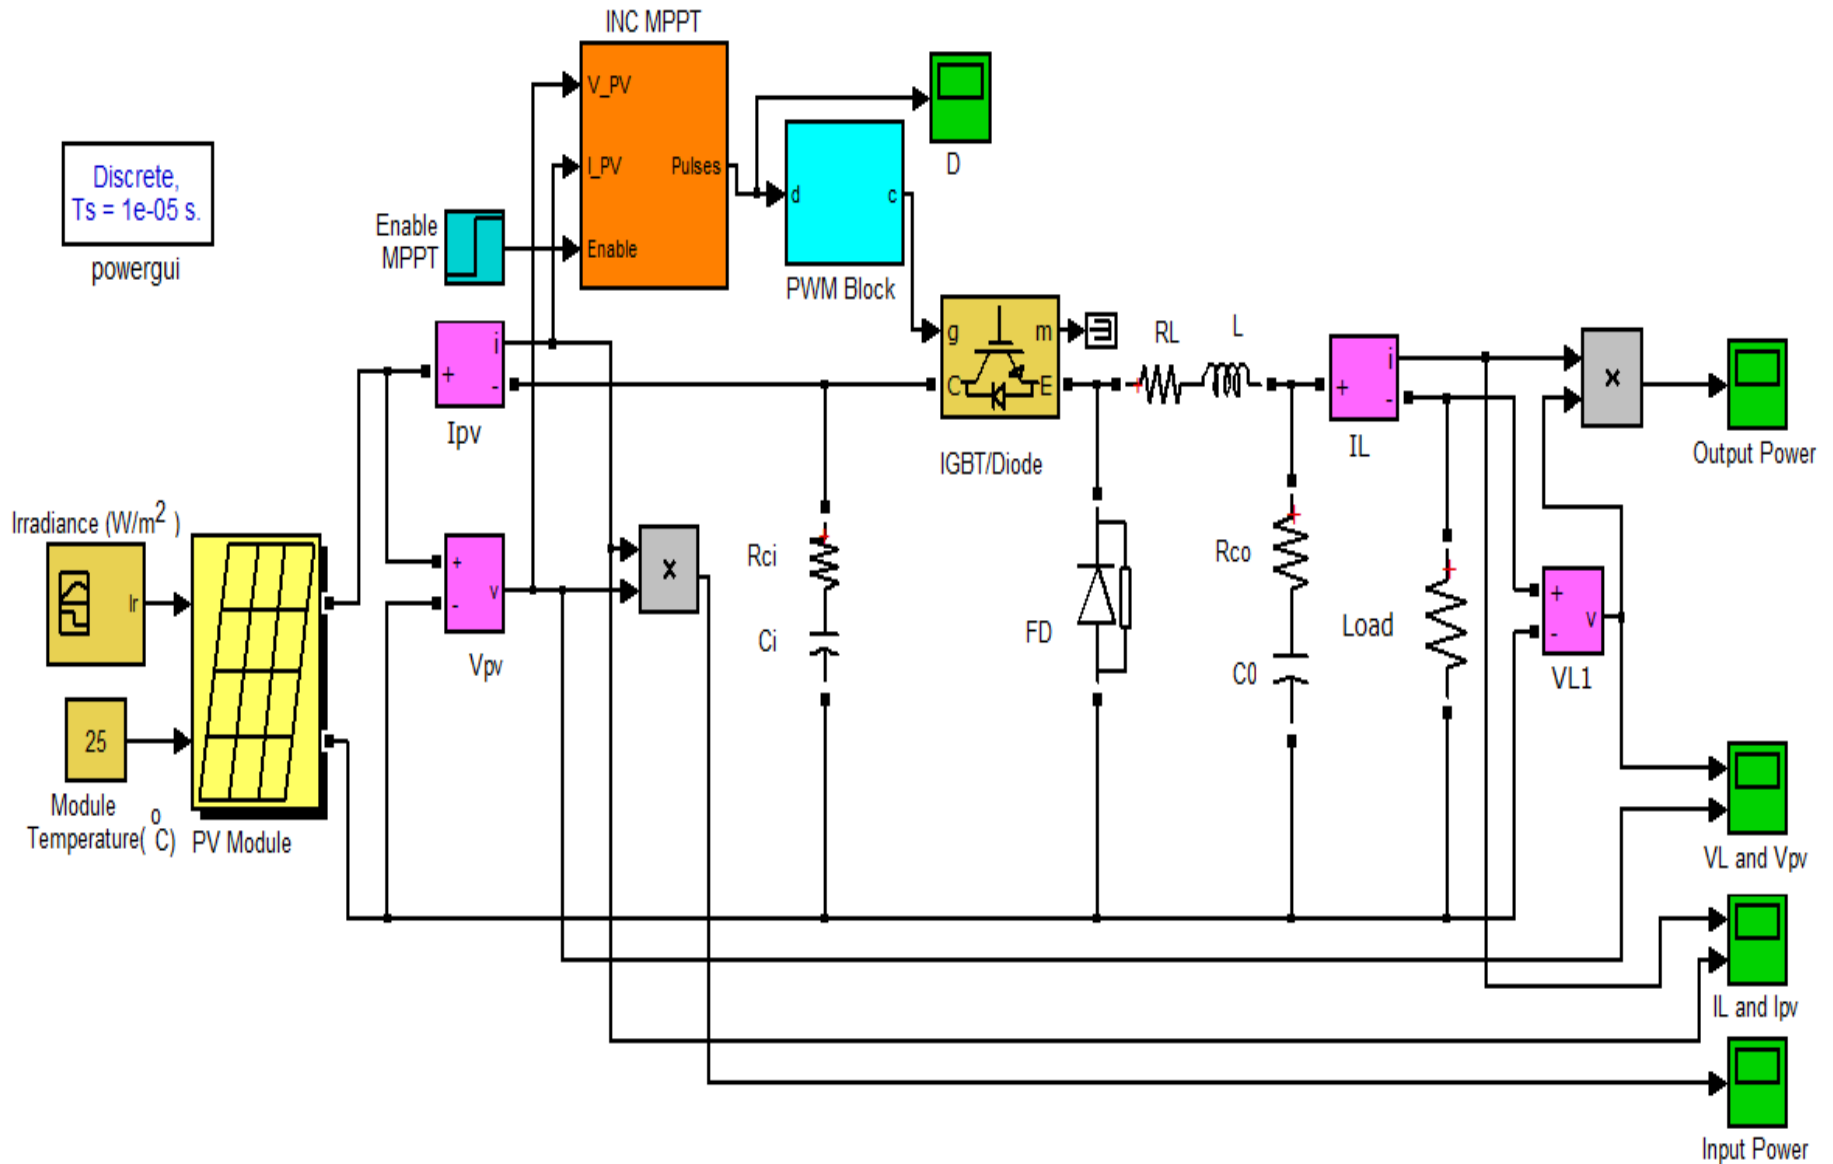 INC MPPT
V_PV
I_PV
Pulses
Enable
Enable
MPPT
D
d
c
PWM Block
Discrete,
Ts = 1e-05 s.
powergui
i
+
-
Ipv
g
m
C
E
IGBT/Diode
RL
L
i
+
-
IL
×
Output Power
Irradiance (W/m2 )
Ir
25
Module
Temperature( oC)
PV Module
+
-
v
Vpv
×
Rci
Ci
FD
Rco
C0
Load
+
-
v
VL1
VL and Vpv
IL and Ipv
Input Power